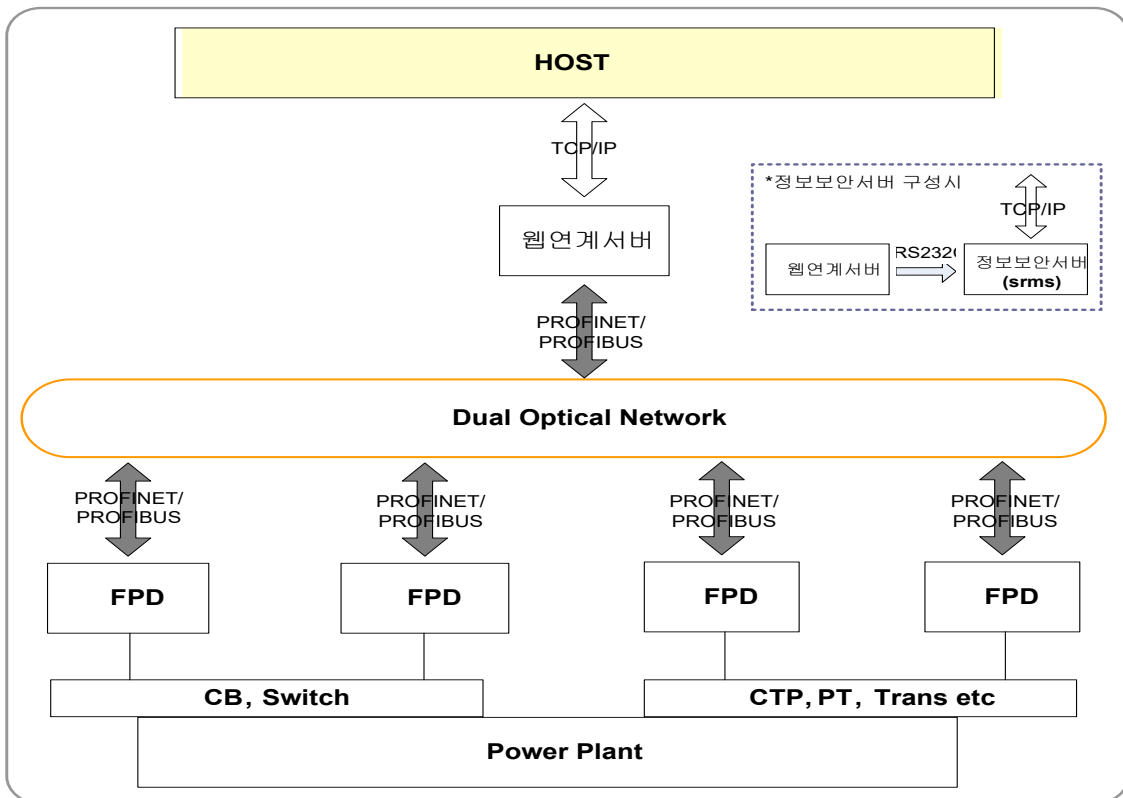 HOST
TCP/IP
*정보보안서버 구성시
TCP/IP
웹연계서버
웹연계서버
RS232
정보보안서버
(srms)
PROFINET/
PROFIBUS
Dual Optical Network
PROFINET/
PROFIBUS
PROFINET/
PROFIBUS
PROFINET/
PROFIBUS
PROFINET/
PROFIBUS
FPD
FPD
FPD
FPD
CB, Switch
CTP, PT, Trans etc
Power Plant